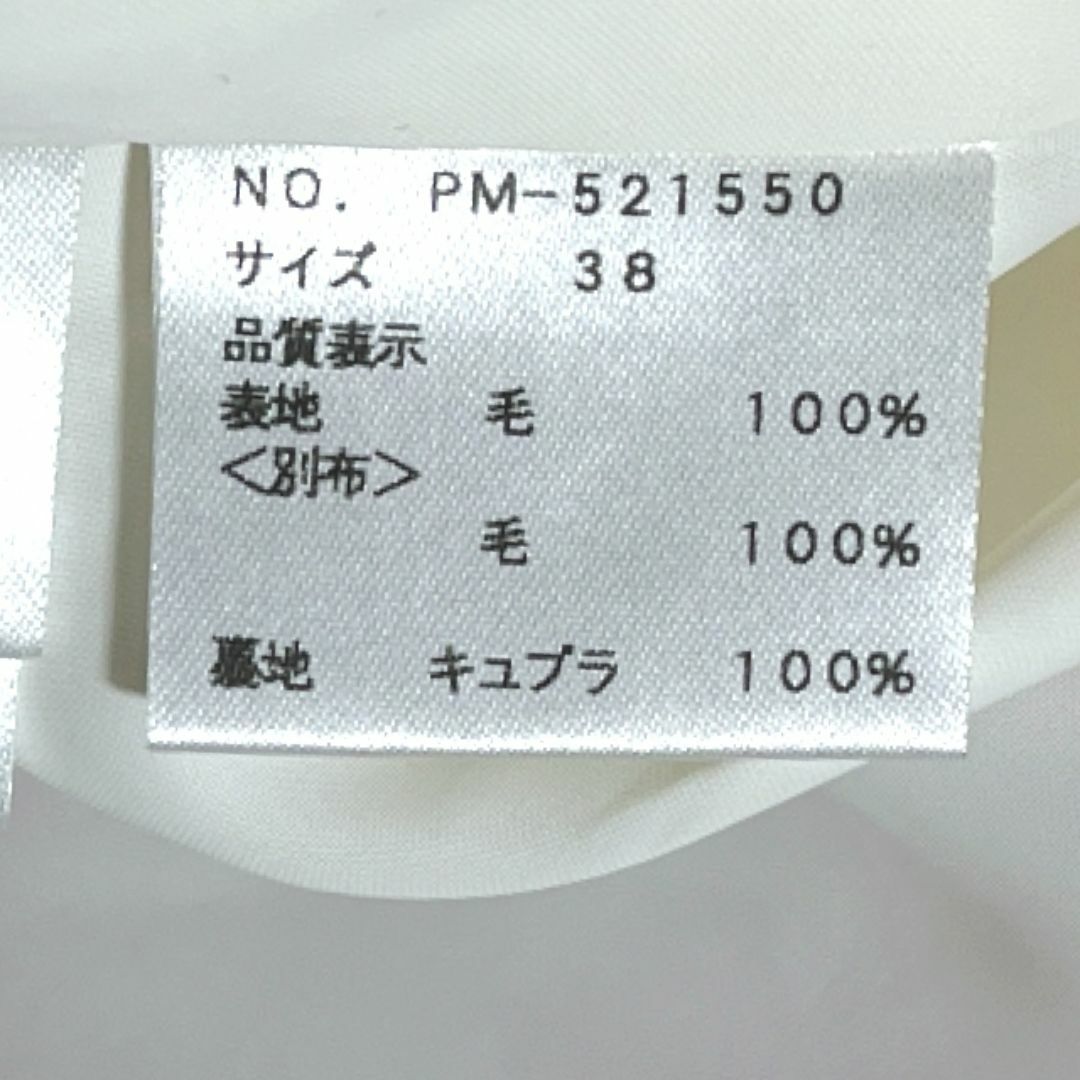 NO. PM-521550
サイズ 38
品質表示
表地 毛 100%
<別布>
毛 100%
裏地 キュプラ 100%